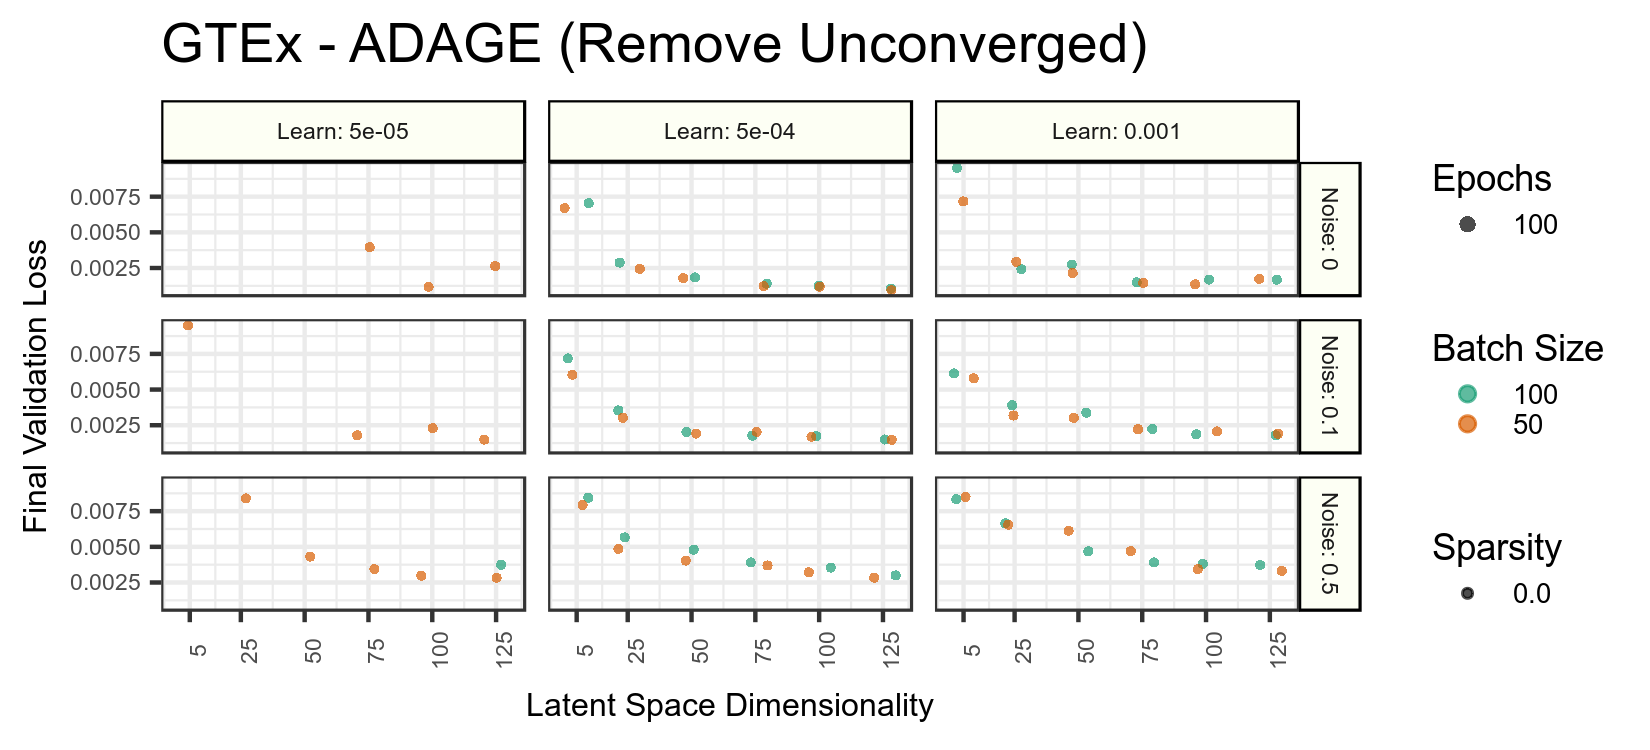 GTEx - ADAGE (Remove Unconverged)
Learn: 5e-05
Learn: 5e-04
Learn: 0.001
Final Validation Loss
0.0075
0.0050
0.0025
Noise: 0
0.0075
0.0050
0.0025
Noise: 0.1
0.0075
0.0050
0.0025
Noise: 0.5
5 25 50 75 100 125
5 25 50 75 100 125
5 25 50 75 100 125
Latent Space Dimensionality
Epochs
100
Batch Size
100
50
Sparsity
0.0